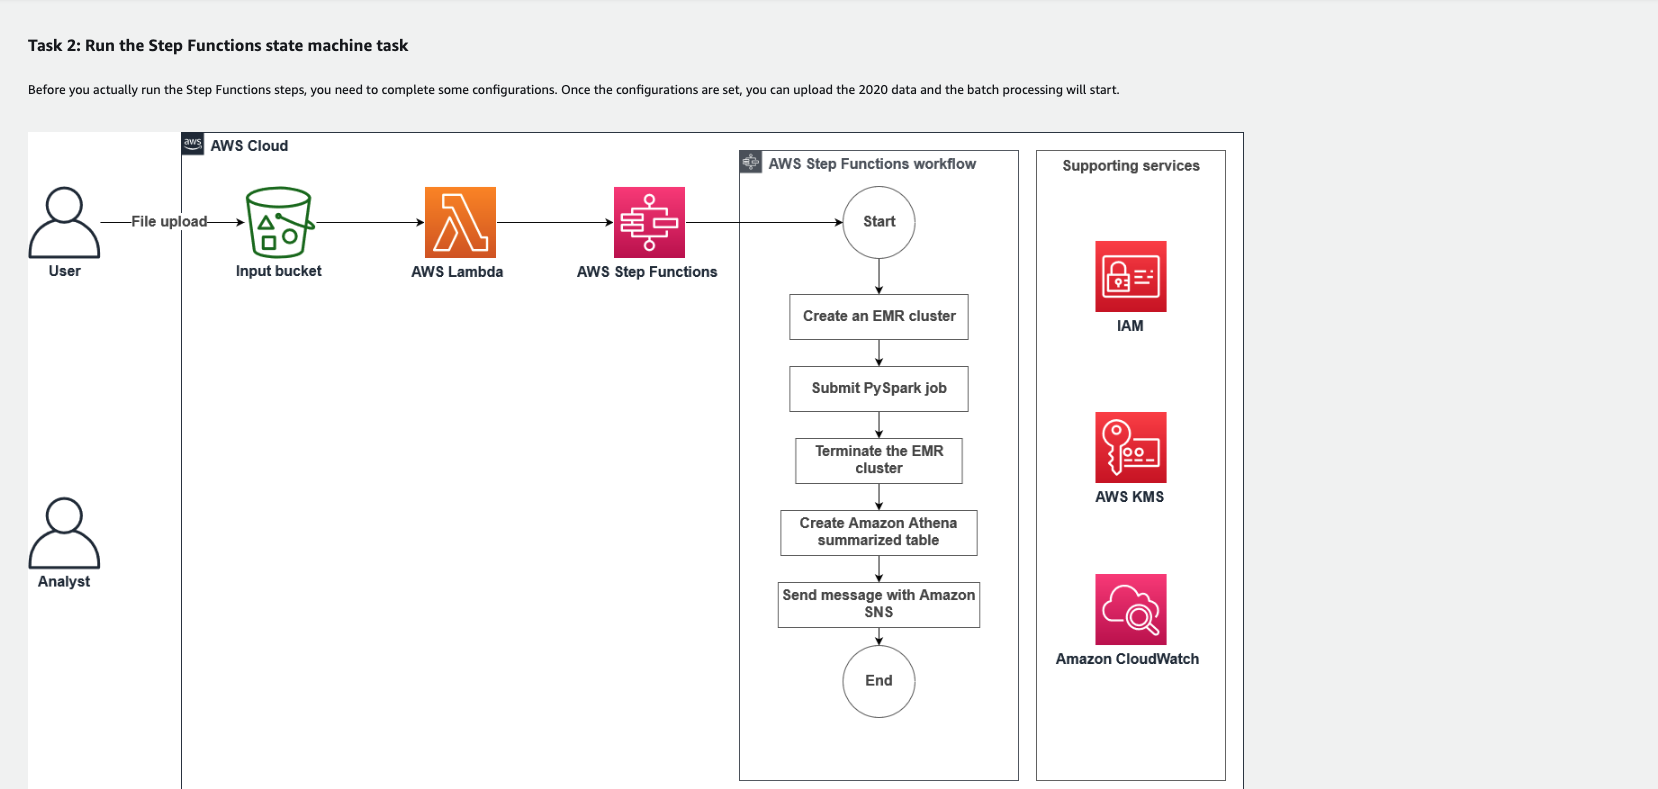 Task 2: Run the Step Functions state machine task
Before you actually run the Step Functions steps, you need to complete some configurations. Once the configurations are set, you can upload the 2020 data and the batch processing will start.
aws
AWS Cloud
AWS Step Functions workflow
Supporting services
File upload
Start
User
Input bucket
AWS Lambda
AWS Step Functions
Create an EMR cluster
IAM
Submit PySpark job
Terminate the EMR
cluster
AWS KMS
Create Amazon Athena
summarized table
Analyst
Send message with Amazon
SNS
Amazon CloudWatch
End